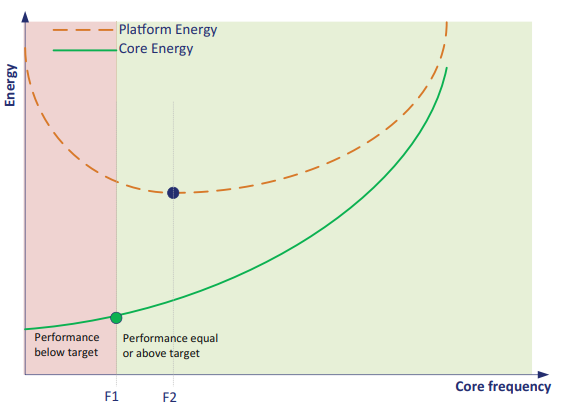 Platform Energy
Core Energy
Energy
Performance
below target
Performance equal
or above target
Core frequency
F1
F2